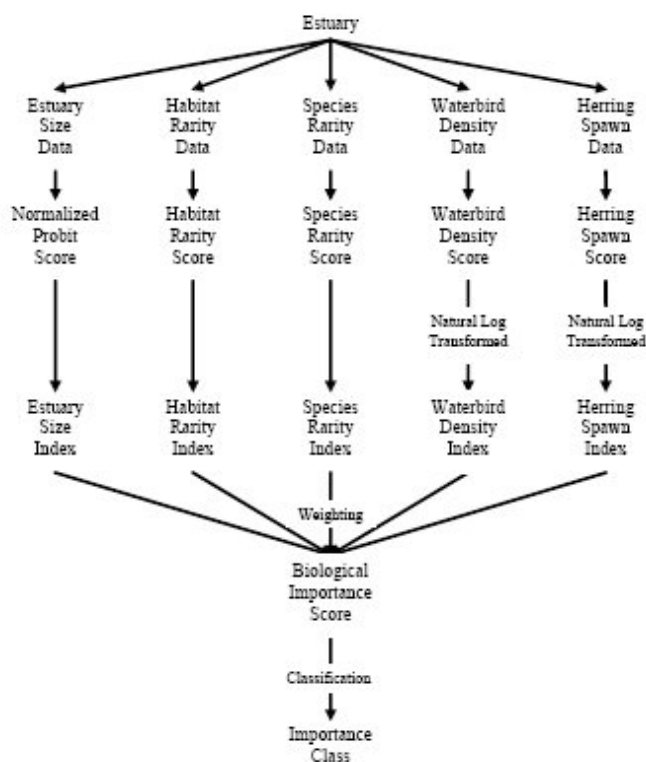 Estuary
Estuary
Size
Data
Habitat
Rarity
Data
Species
Rarity
Data
Waterbird
Density
Data
Herring
Spawn
Data
Normalized
Probit
Score
Habitat
Rarity
Score
Species
Rarity
Score
Waterbird
Density
Score
Herring
Spawn
Score
Natural Log
Transformed
Natural Log
Transformed
Estuary
Size
Index
Habitat
Rarity
Index
Species
Rarity
Index
Waterbird
Density
Index
Herring
Spawn
Index
Weighting
Biological
Importance
Score
Classification
Importance
Class